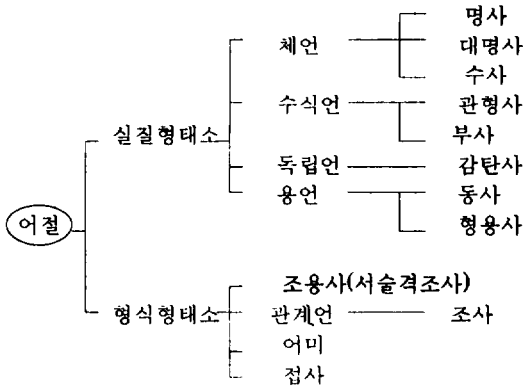 명사
체언 대명사
수사
수식언 관형사
실질형태소 부사
독립언 감탄사
용언 동사
어절 형용사
조용사(서술격조사)
형식형태소 관계언 조사
어미
접사